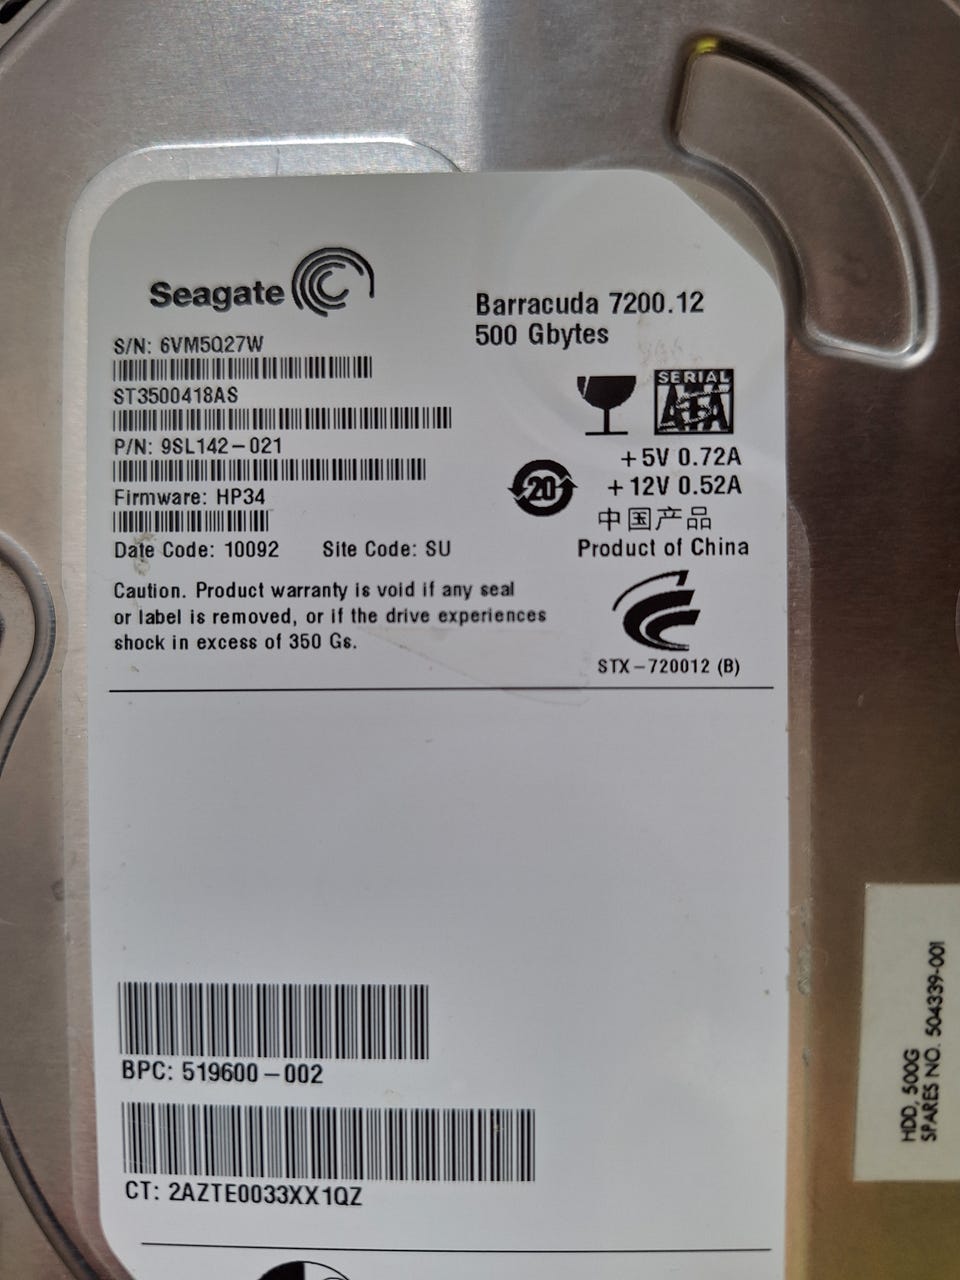 Seagate
Barracuda 7200.12
500 Gbytes
S/N: 6VM5Q27W
ST3500418AS
P/N: 9SL142-021
Firmware: HP34
Date Code: 10092 Site Code: SU
SERIAL
ATA
+5V 0.72A
+12V 0.52A
20
中国产品
Product of China
Caution. Product warranty is void if any seal
or label is removed, or if the drive experiences
shock in excess of 350 Gs.
STX-720012 (B)
BPC: 519600-002
CT: 2AZTE0033XX1QZ
HDD, 500G
SPARES NO. 504339-001